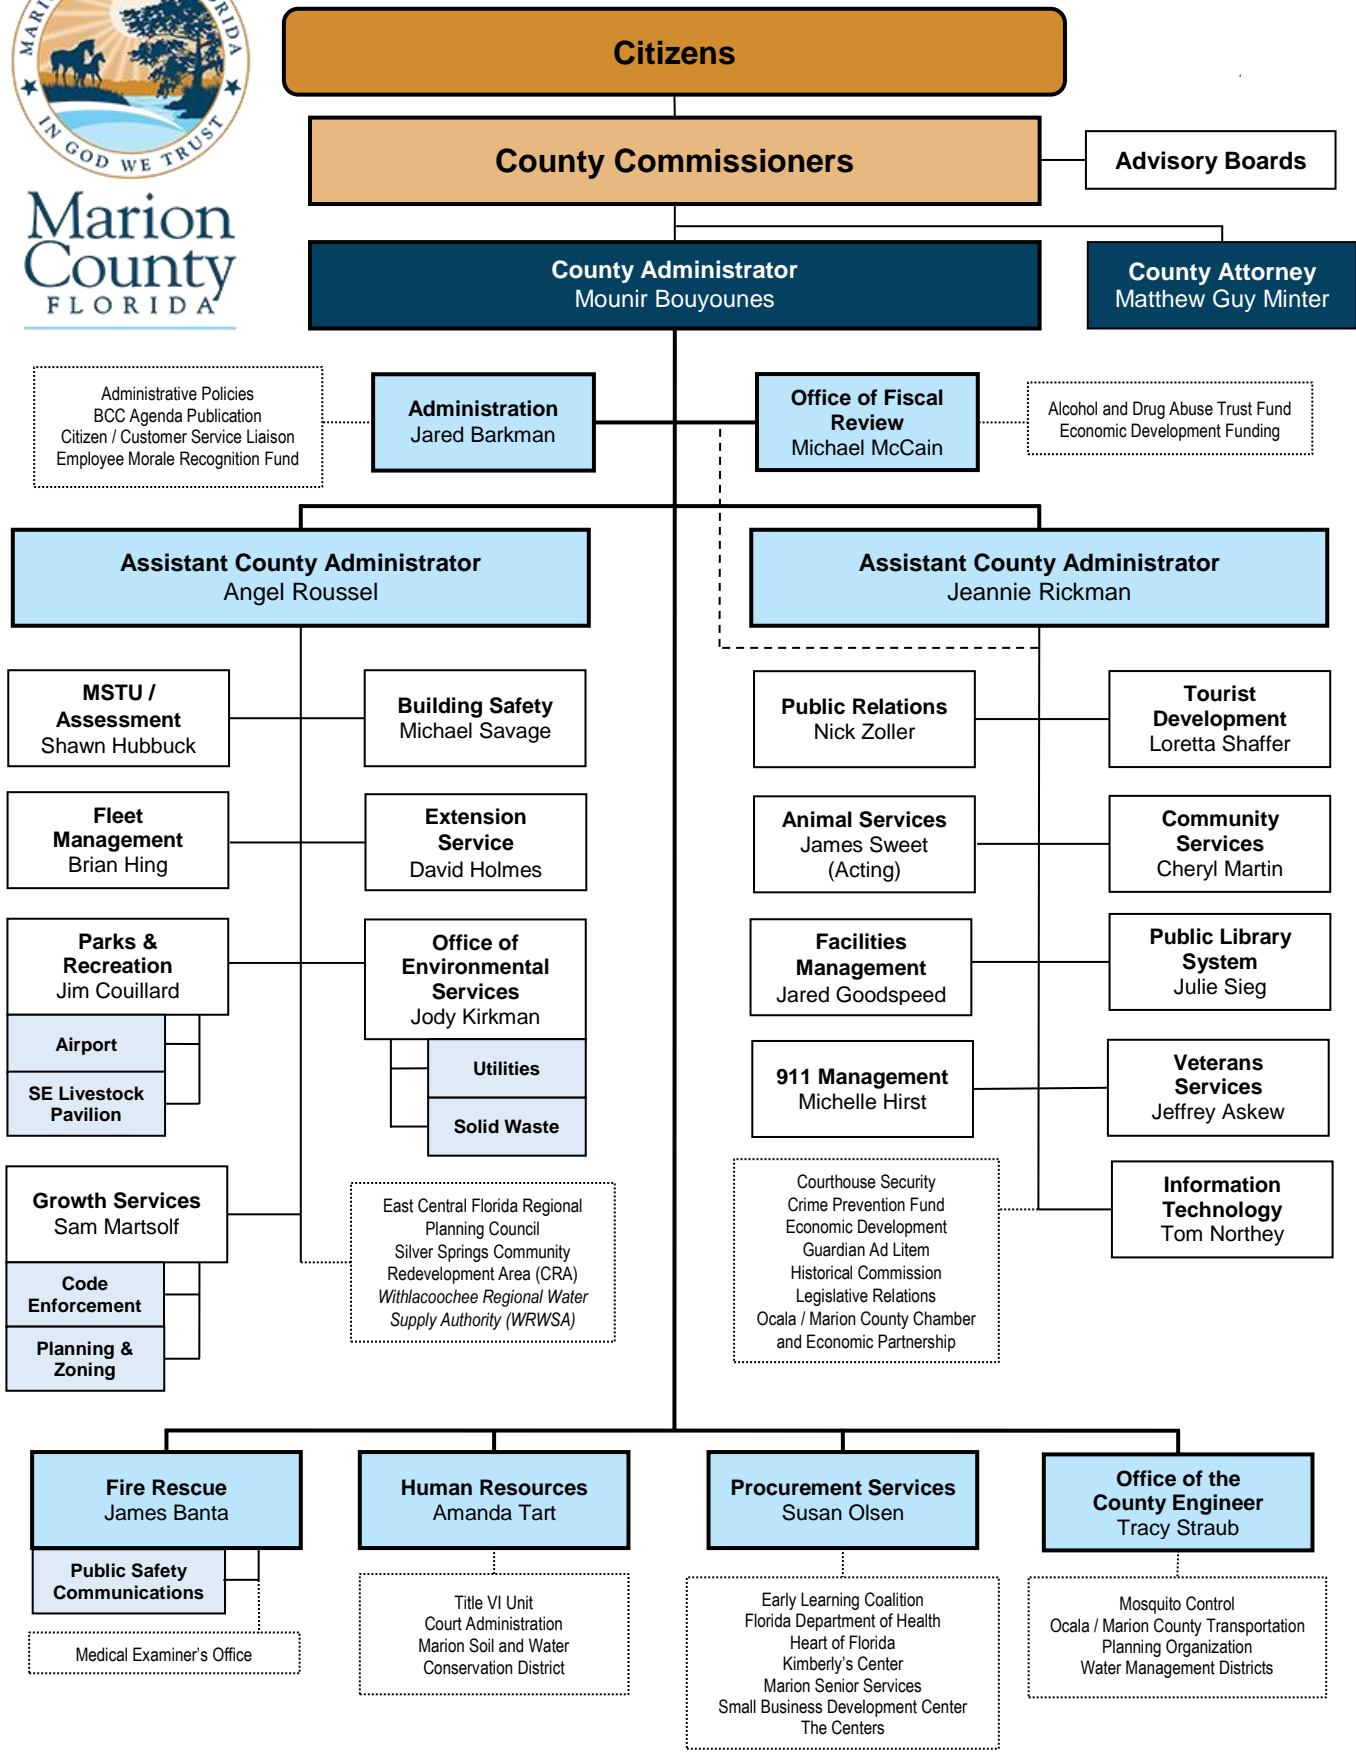 IN GOD WE TRUST
Marion
County
FLORIDA
Citizens
County Commissioners
Advisory Boards
County Administrator
Mounir Bouyounes
County Attorney
Matthew Guy Minter
Administrative Policies
BCC Agenda Publication
Citizen / Customer Service Liaison
Employee Morale Recognition Fund
Administration
Jared Barkman
Office of Fiscal
Review
Michael McCain
Alcohol and Drug Abuse Trust Fund
Economic Development Funding
Assistant County Administrator
Angel Roussel
Assistant County Administrator
Jeannie Rickman
MSTU /
Assessment
Shawn Hubbuck
Building Safety
Michael Savage
Public Relations
Nick Zoller
Tourist
Development
Loretta Shaffer
Fleet
Management
Brian Hing
Extension
Service
David Holmes
Animal Services
James Sweet
(Acting)
Community
Services
Cheryl Martin
Parks &
Recreation
Jim Couillard
Airport
SE Livestock
Pavilion
Office of
Environmental
Services
Jody Kirkman
Utilities
Solid Waste
Facilities
Management
Jared Goodspeed
Public Library
System
Julie Sieg
911 Management
Michelle Hirst
Veterans
Services
Jeffrey Askew
Growth Services
Sam Martsolf
Code
Enforcement
Planning &
Zoning
East Central Florida Regional
Planning Council
Silver Springs Community
Redevelopment Area (CRA)
Withlacoochee Regional Water
Supply Authority (WRWSA)
Courthouse Security
Crime Prevention Fund
Economic Development
Guardian Ad Litem
Historical Commission
Legislative Relations
Ocala / Marion County Chamber
and Economic Partnership
Information
Technology
Tom Northey
Fire Rescue
James Banta
Public Safety
Communications
Medical Examiner's Office
Human Resources
Amanda Tart
Title VI Unit
Court Administration
Marion Soil and Water
Conservation District
Procurement Services
Susan Olsen
Early Learning Coalition
Florida Department of Health
Heart of Florida
Kimberly's Center
Marion Senior Services
Small Business Development Center
The Centers
Office of the
County Engineer
Tracy Straub
Mosquito Control
Ocala / Marion County Transportation
Planning Organization
Water Management Districts